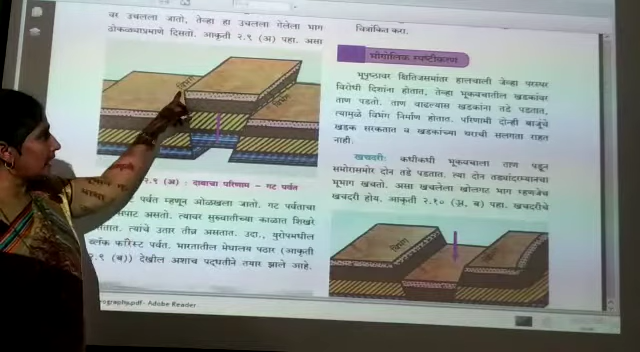 वर उचलला जातो, तेव्हा हा उचलला गेलेला भाग
ठोकळ्याप्रमाणे दिसतो. आकृती २.९ (अ) पहा. असा
विभंग
विभंग
२.९ (अ) : दाबाचा परिणाम - गट पर्वत
पर्वत म्हणून ओळखला जातो. गट पर्वताचा
सपाट असतो. त्यावर सुरुवातीच्या काळात शिखरे
त्यांचे उतार तीव्र असतात. उदा., युरोपमधील
ब्लॅक फॉरेस्ट पर्वत. भारतातील मेघालय पठार (आकृती
२.९ (ब)) देखील अशाच पद्धतीने तयार झाले आहे.
चित्रांकित करा.
भौगोलिक स्पष्टीकरण
भूपृष्ठावर क्षितिजसमांतर हालचाली जेव्हा परस्पर
विरोधी दिशांना होतात, तेव्हा भूकवचातील खडकांवर
ताण पडतो. ताण वाढल्यास खडकांना तडे पडतात,
त्यामुळे विभंग निर्माण होतात. परिणामी दोन्ही बाजूंचे
खडक सरकतात व खडकांच्या थरांची सलगता राहत
नाही.
खचदरी : कधीकधी भूकवचाला ताण पडून
समोरासमोर दोन तडे पडतात. त्या दोन तड्यांदरम्यानचा
भूभाग खचतो. असा खचलेला खोलगट भाग म्हणजेच
खचदरी होय. आकृती २.१० (अ, ब) पहा. खचदरीचे
विभंग
विभंग
ography.pdf - Adobe Reader